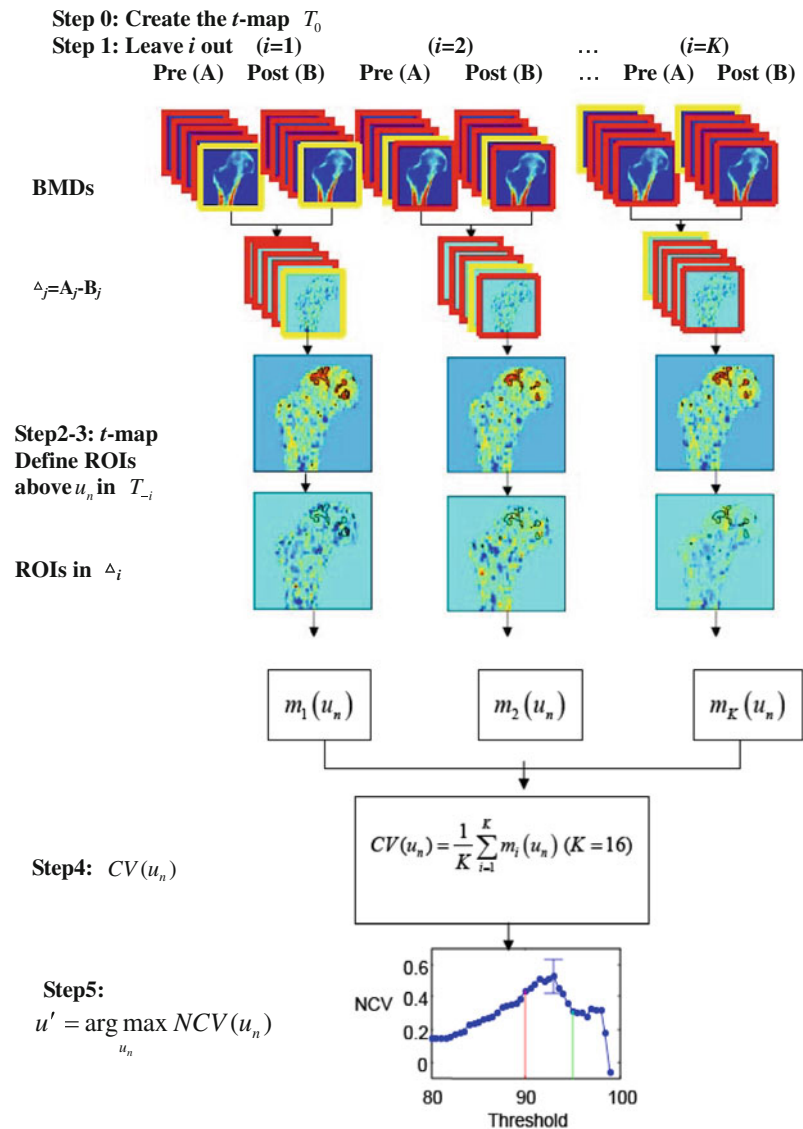 Step 0: Create the t-map T₀
Step 1: Leave i out (i=1) (i=2) … (i=K)
Pre (A) Post (B) Pre (A) Post (B) … Pre (A) Post (B)
BMDs
△j=Aj-Bj
Step2-3: t-map
Define ROIs
above uₙ in T₋ᵢ
ROIs in △ᵢ
m₁(uₙ) m₂(uₙ) m_K(uₙ)
CV(uₙ) = 1/K ∑_{i=1}^{K} mᵢ(uₙ) (K = 16)
Step4: CV(uₙ)
Step5:
u′ = arg max NCV(uₙ)
uₙ
NCV
0.6
0.4
0.2
0
80 90 100
Threshold